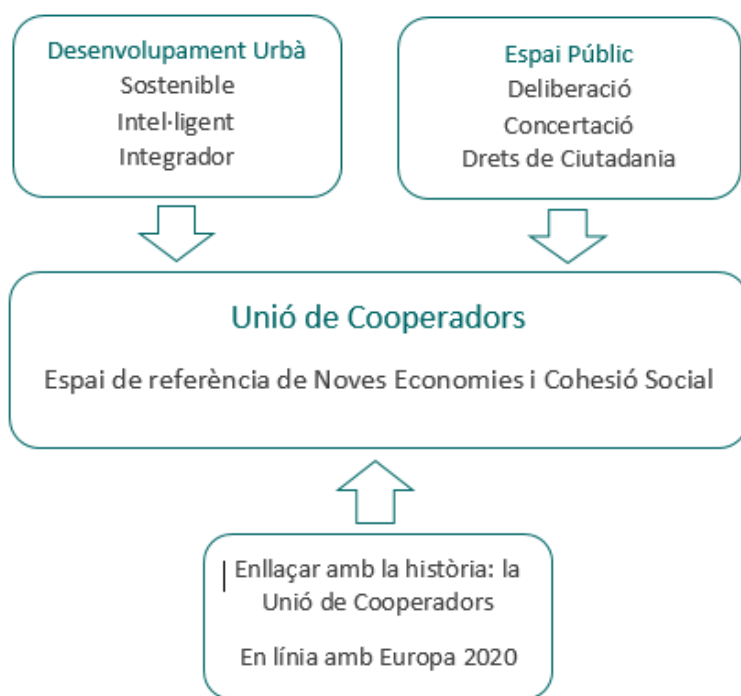 Desenvolupament Urbà
Sostenible
Intel·ligent
Integrador
Espai Públic
Deliberació
Concertació
Drets de Ciutadania
Unió de Cooperadors
Espai de referència de Noves Economies i Cohesió Social
Enllaçar amb la història: la
Unió de Cooperadors
En línia amb Europa 2020